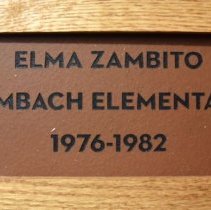 ELMA ZAMBITO
MBACH ELEMENTA
1976-1982